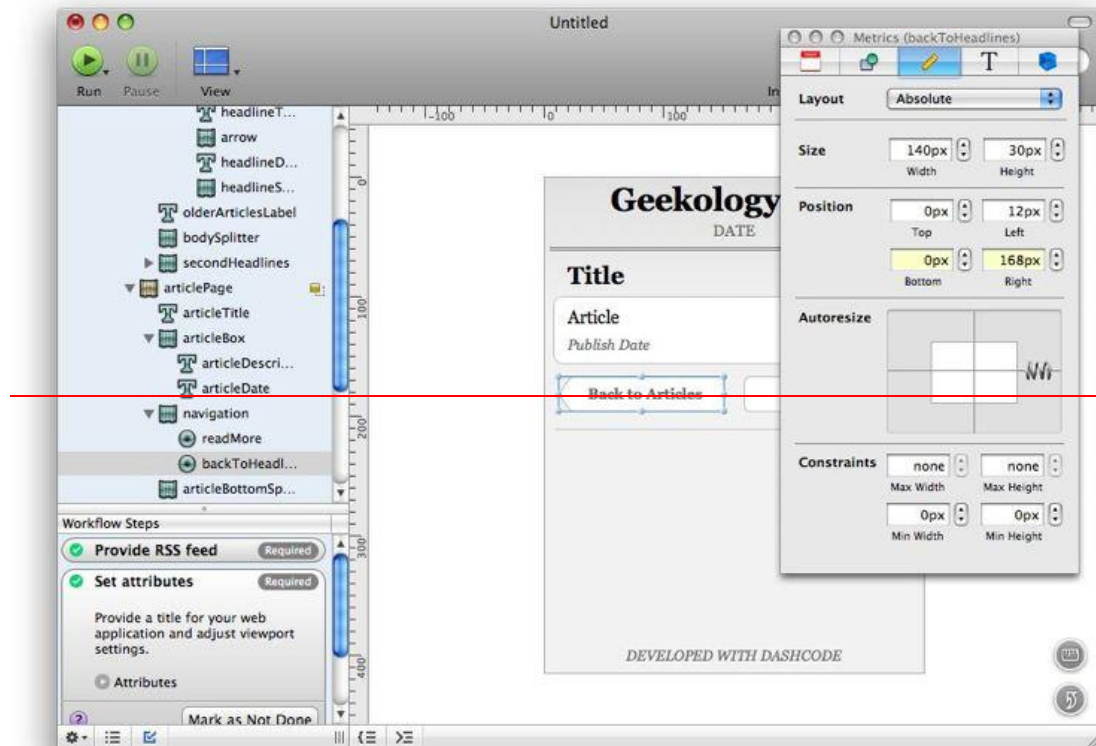 Untitled
Run Pause View In
headlineT...
arrow
headlineD...
headlineS...
olderArticlesLabel
bodySplitter
secondHeadlines
articlePage
articleTitle
articleBox
articleDescri...
articleDate
navigation
readMore
backToHeadl...
articleBottomSp...
Workflow Steps
Provide RSS feed Required
Set attributes Required
Provide a title for your web
application and adjust viewport
settings.
Attributes
? Mark as Not Done
-100 0 100
0
100
200
300
400
Geekology
DATE
Title
Article
Publish Date
Back to Articles
DEVELOPED WITH DASHCODE
Metrics (backToHeadlines)
T
Layout Absolute
Size 140px 30px
Width Height
Position 0px 12px
Top Left
0px 168px
Bottom Right
Autoresize
Constraints none none
Max Width Max Height
0px 0px
Min Width Min Height